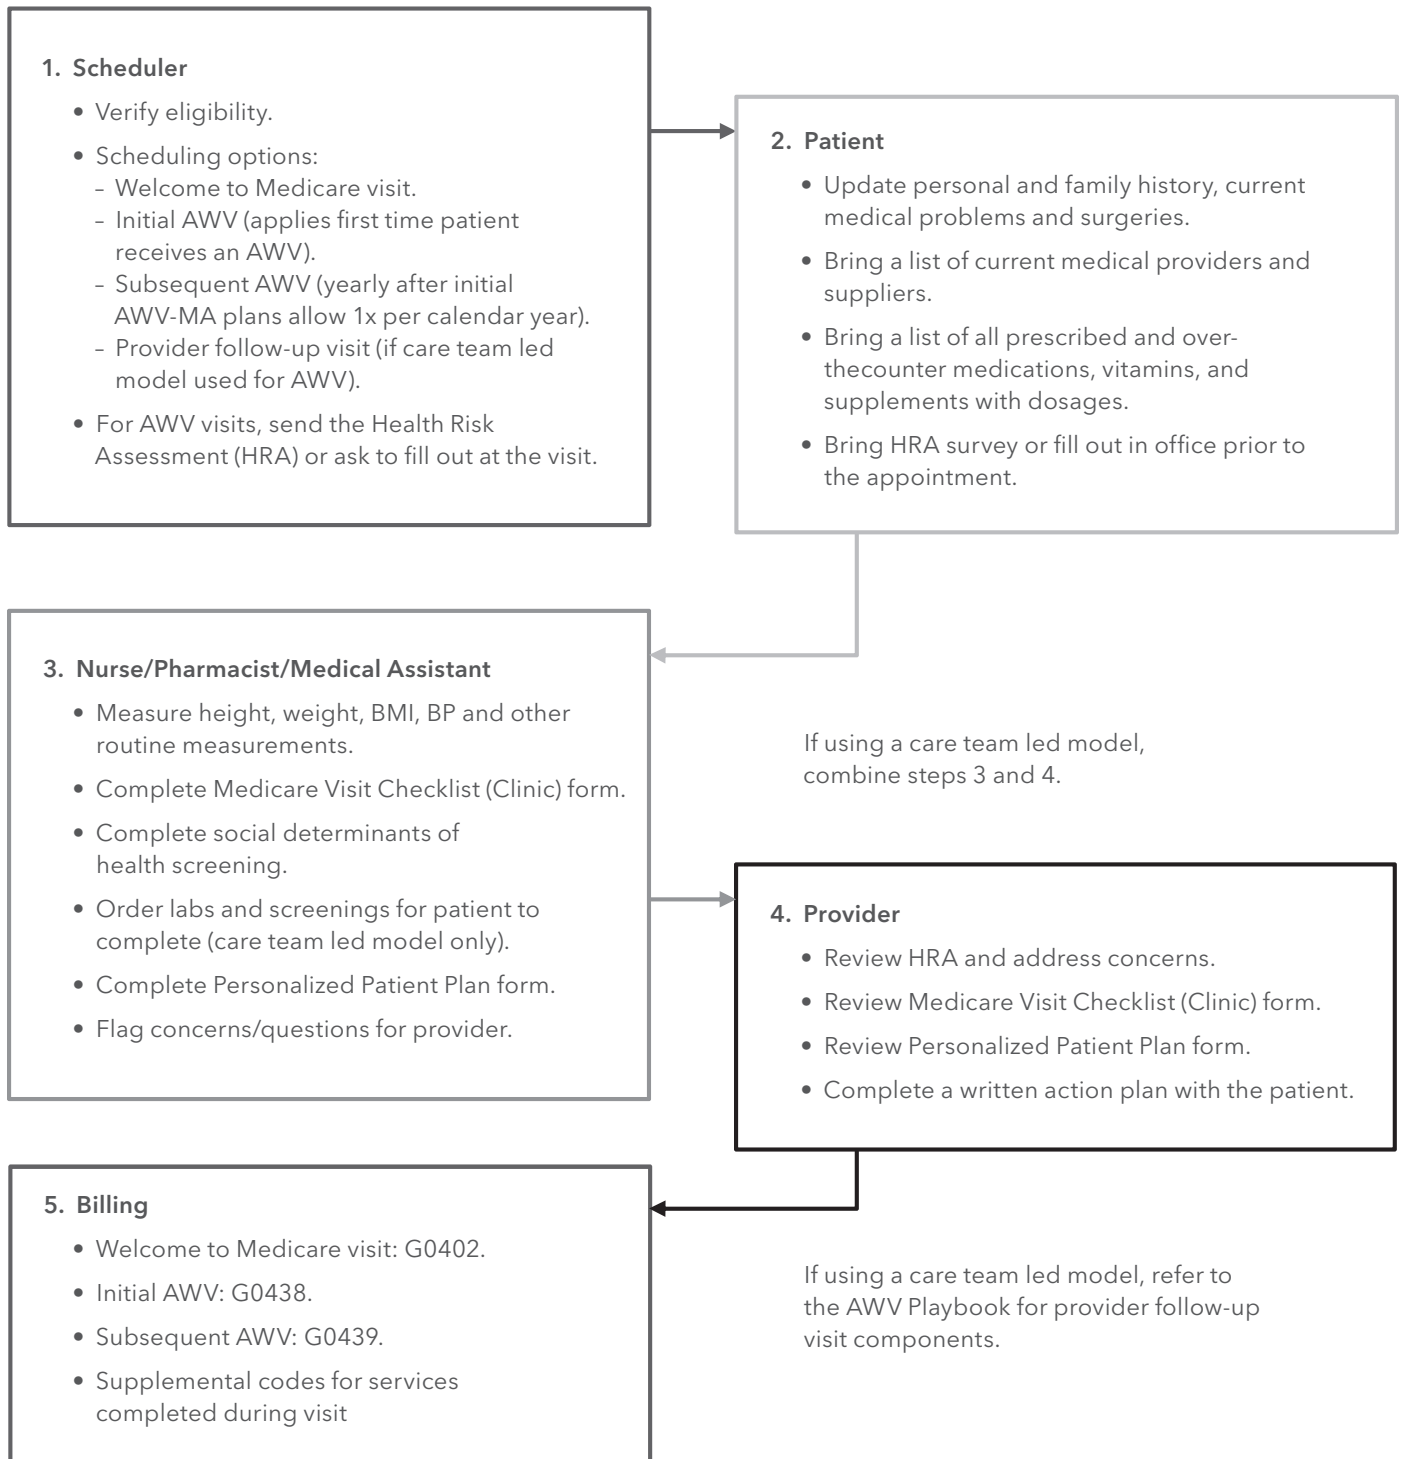 1. Scheduler
• Verify eligibility.
• Scheduling options:
– Welcome to Medicare visit.
– Initial AWV (applies first time patient
receives an AWV).
– Subsequent AWV (yearly after initial
AWV-MA plans allow 1x per calendar year).
– Provider follow-up visit (if care team led
model used for AWV).
• For AWV visits, send the Health Risk
Assessment (HRA) or ask to fill out at the visit.
2. Patient
• Update personal and family history, current
medical problems and surgeries.
• Bring a list of current medical providers and
suppliers.
• Bring a list of all prescribed and over-
thecounter medications, vitamins, and
supplements with dosages.
• Bring HRA survey or fill out in office prior to
the appointment.
3. Nurse/Pharmacist/Medical Assistant
• Measure height, weight, BMI, BP and other
routine measurements.
• Complete Medicare Visit Checklist (Clinic) form.
• Complete social determinants of
health screening.
• Order labs and screenings for patient to
complete (care team led model only).
• Complete Personalized Patient Plan form.
• Flag concerns/questions for provider.
If using a care team led model,
combine steps 3 and 4.
4. Provider
• Review HRA and address concerns.
• Review Medicare Visit Checklist (Clinic) form.
• Review Personalized Patient Plan form.
• Complete a written action plan with the patient.
5. Billing
• Welcome to Medicare visit: G0402.
• Initial AWV: G0438.
• Subsequent AWV: G0439.
• Supplemental codes for services
completed during visit
If using a care team led model, refer to
the AWV Playbook for provider follow-up
visit components.